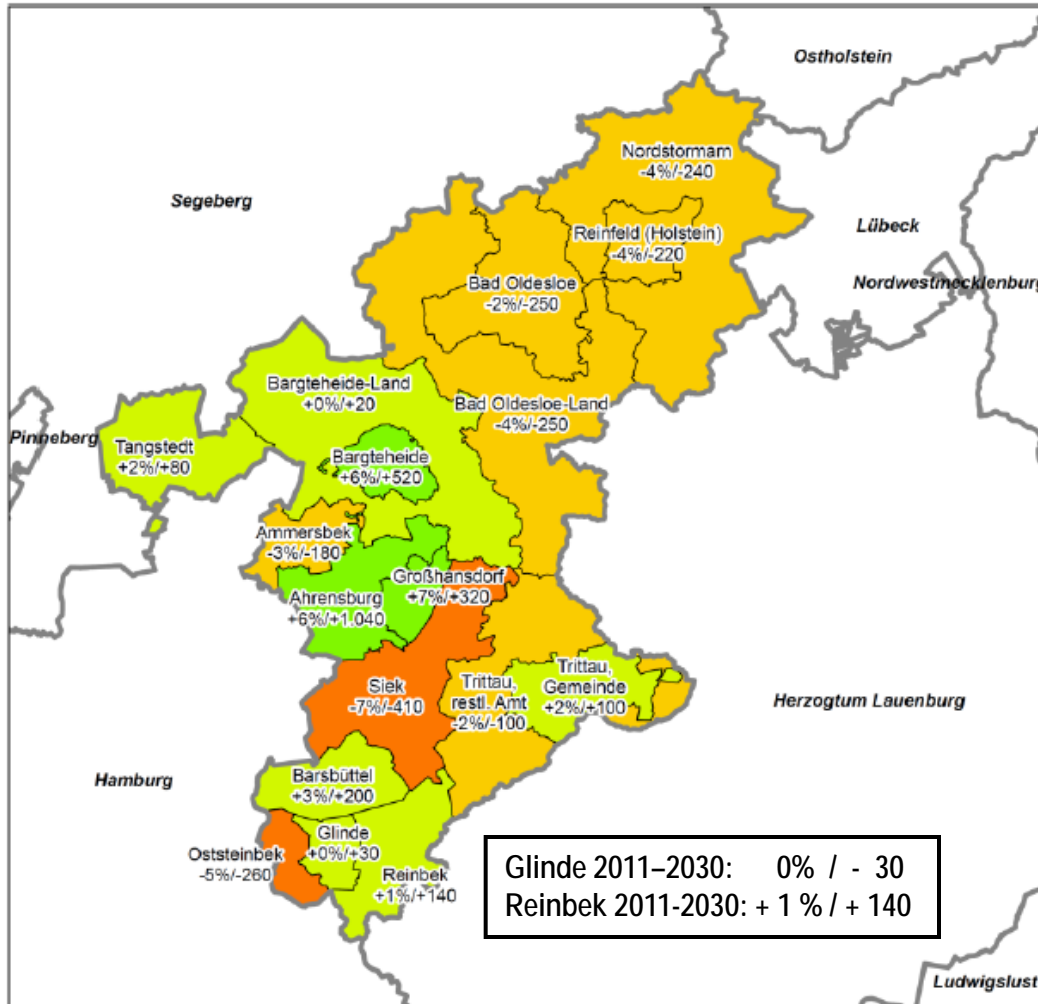 Ostholstein
Nordstormarn
-4%/-240
Segeberg
Reinfeld (Holstein)
-4%/-220
Lübeck
Bad Oldesloe
-2%/-250
Nordwestmecklenburg
Bargteheide-Land
+0%/+20
Bad Oldesloe-Land
-4%/-250
Pinneberg
Tangstedt
+2%/+80
Bargteheide
+6%/+520
Ammersbek
-3%/-180
Großhansdorf
+7%/+320
Ahrensburg
+6%/+1.040
Siek
-7%/-410
Trittau,
restl. Amt
-2%/-100
Trittau,
Gemeinde
+2%/+100
Herzogtum Lauenburg
Hamburg
Barsbüttel
+3%/+200
Glinde
+0%/+30
Oststeinbek
-5%/-260
Reinbek
+1%/+140
Glinde 2011–2030: 0% / - 30
Reinbek 2011-2030: + 1 % / + 140
Ludwigslust